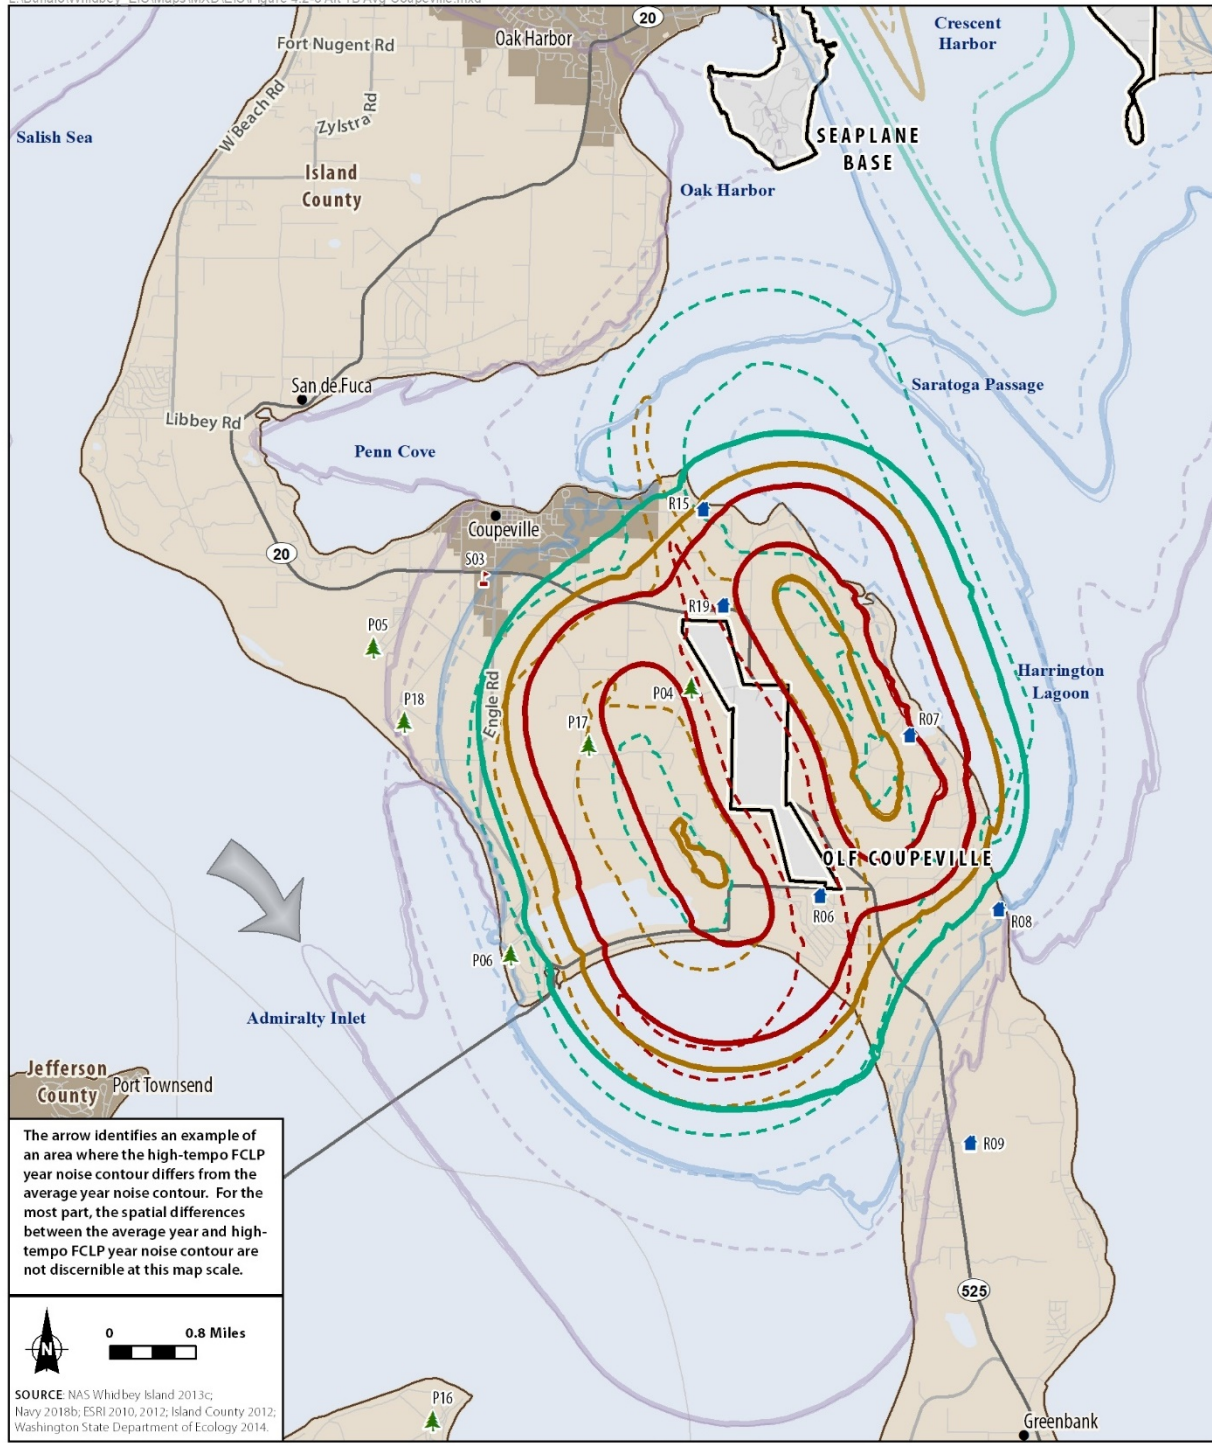 20
Oak Harbor
Crescent
Harbor
Fort Nugent Rd
W Beach Rd
Zylstra Rd
Salish Sea
SEAPLANE
BASE
Island
County
Oak Harbor
San de Fuca
Saratoga Passage
Libbey Rd
Penn Cove
R15
Coupeville
20
S03
R19
P05
Harrington
Lagoon
P18
Engle Rd
P04
P17
R07
OLF COUPEVILLE
R06
R08
P06
Admiralty Inlet
Jefferson
County
Port Townsend
The arrow identifies an example of
an area where the high-tempo FCLP
year noise contour differs from the
average year noise contour. For the
most part, the spatial differences
between the average year and high-
tempo FCLP year noise contour are
not discernible at this map scale.
R09
525
N
0 0.8 Miles
SOURCE: NAS Whidbey Island 2013c;
Navy 2018b; ESRI 2010, 2012; Island County 2012;
Washington State Department of Ecology 2014.
P16
Greenbank